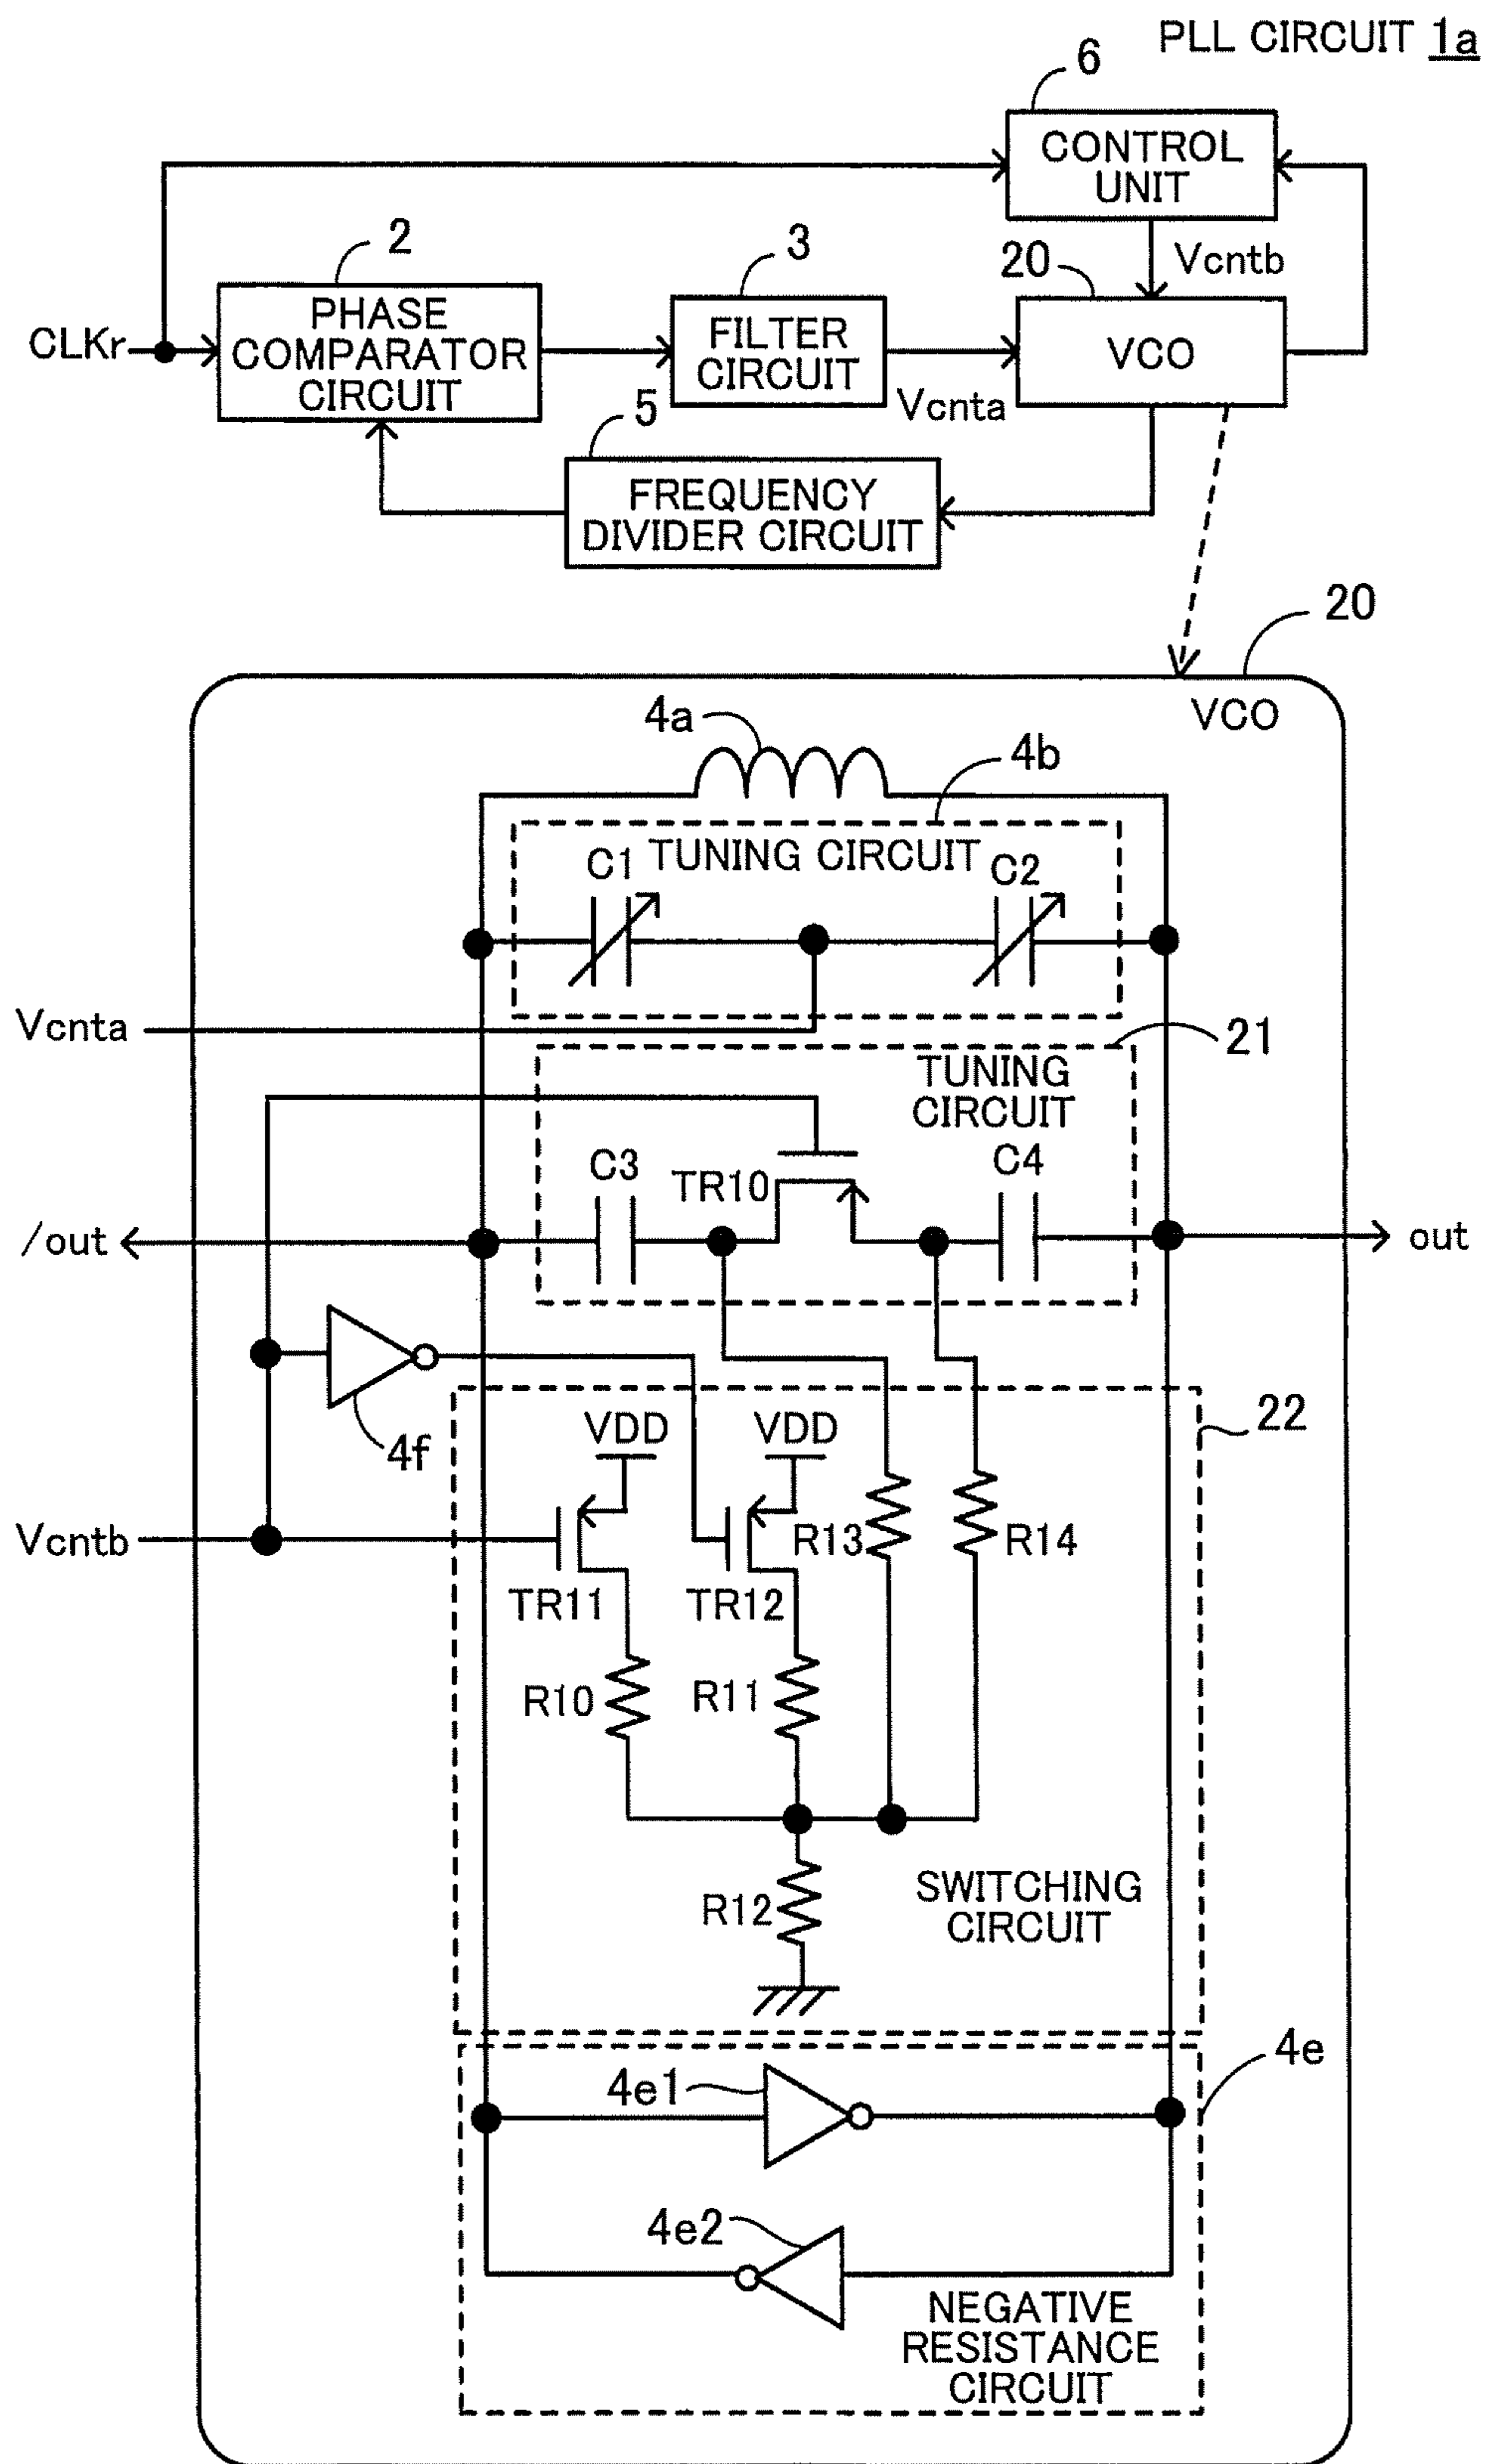 PLL CIRCUIT 1a
6
CONTROL
UNIT
2
3
20
Vcntb
CLKr
PHASE
COMPARATOR
CIRCUIT
FILTER
CIRCUIT
Vcnta
VCO
5
FREQUENCY
DIVIDER CIRCUIT
20
VCO
4a
4b
TUNING CIRCUIT
C1
C2
Vcnta
21
TUNING
CIRCUIT
C3
TR10
C4
/out
out
4f
22
VDD
VDD
Vcntb
R13
R14
TR11
TR12
R10
R11
R12
SWITCHING
CIRCUIT
4e
4e1
4e2
NEGATIVE
RESISTANCE
CIRCUIT